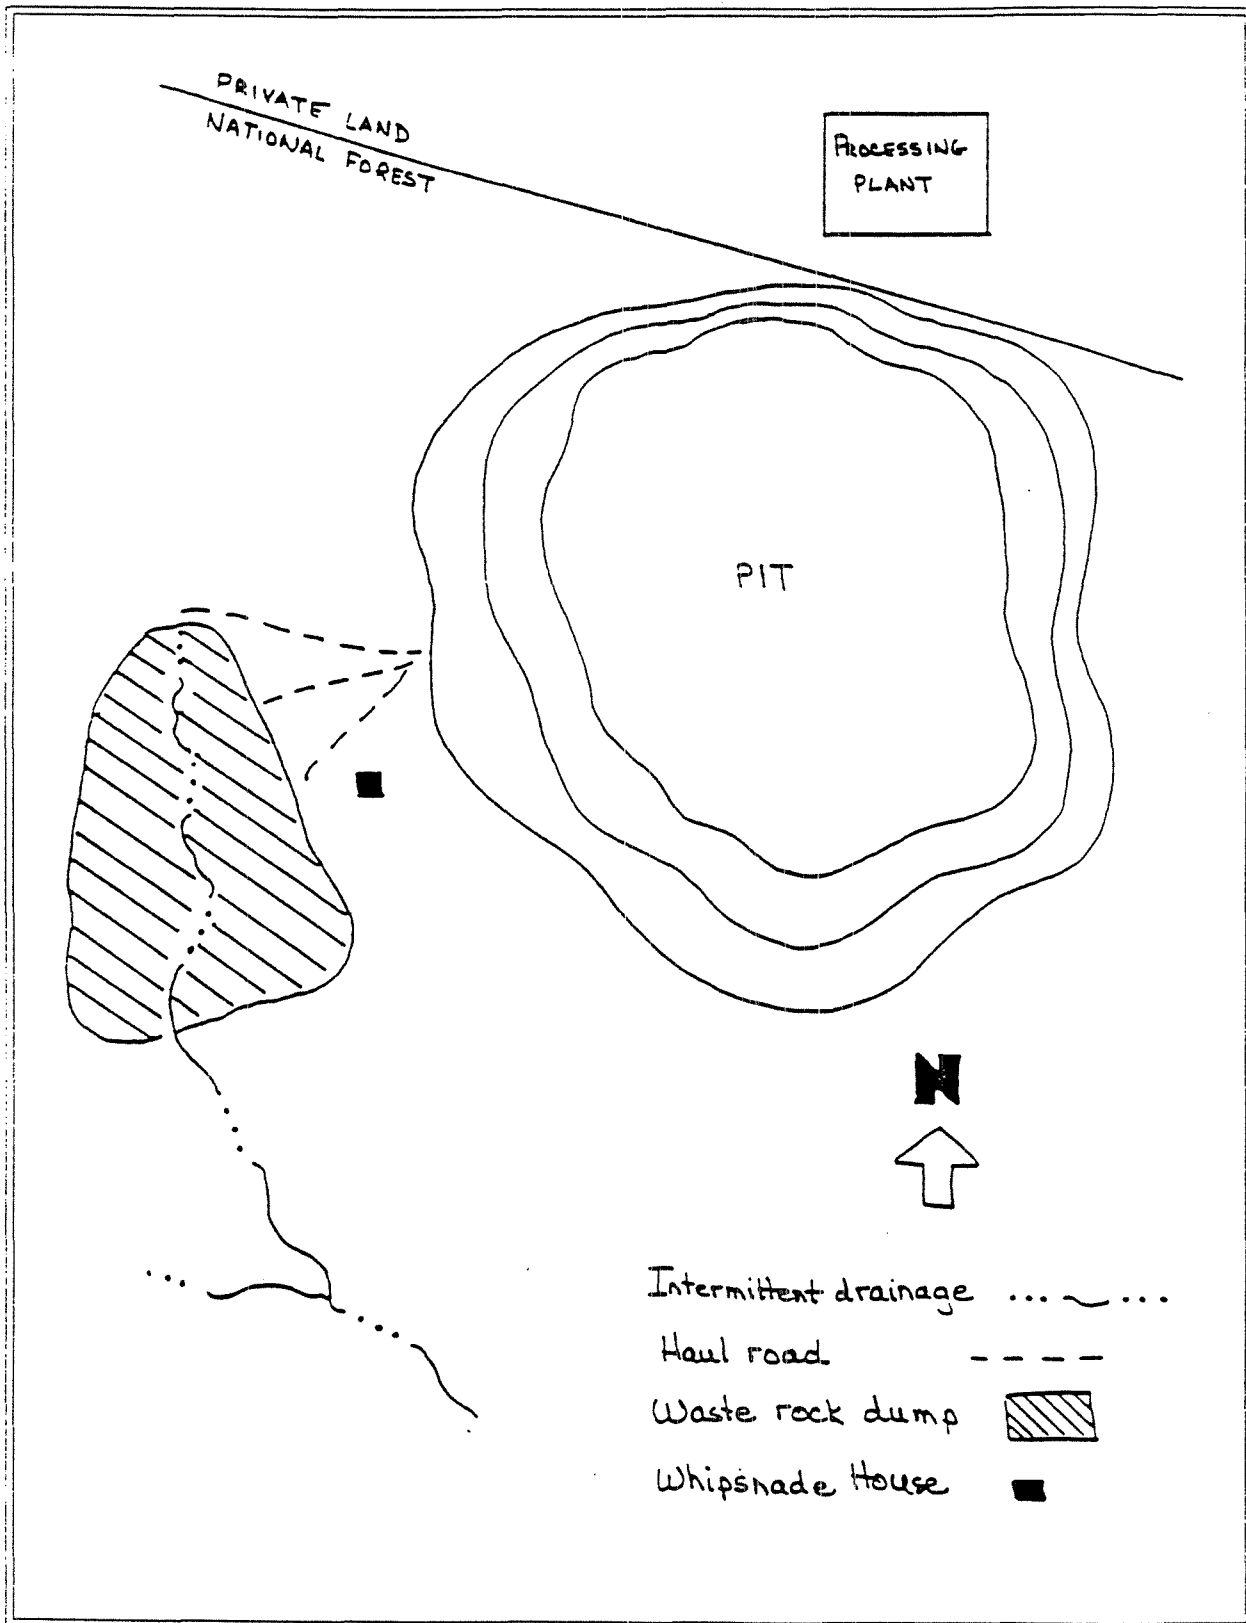 PRIVATE LAND
NATIONAL FOREST
PROCESSING
PLANT
PIT
N
Intermittent drainage
Haul road
Waste rock dump
Whipsnade House